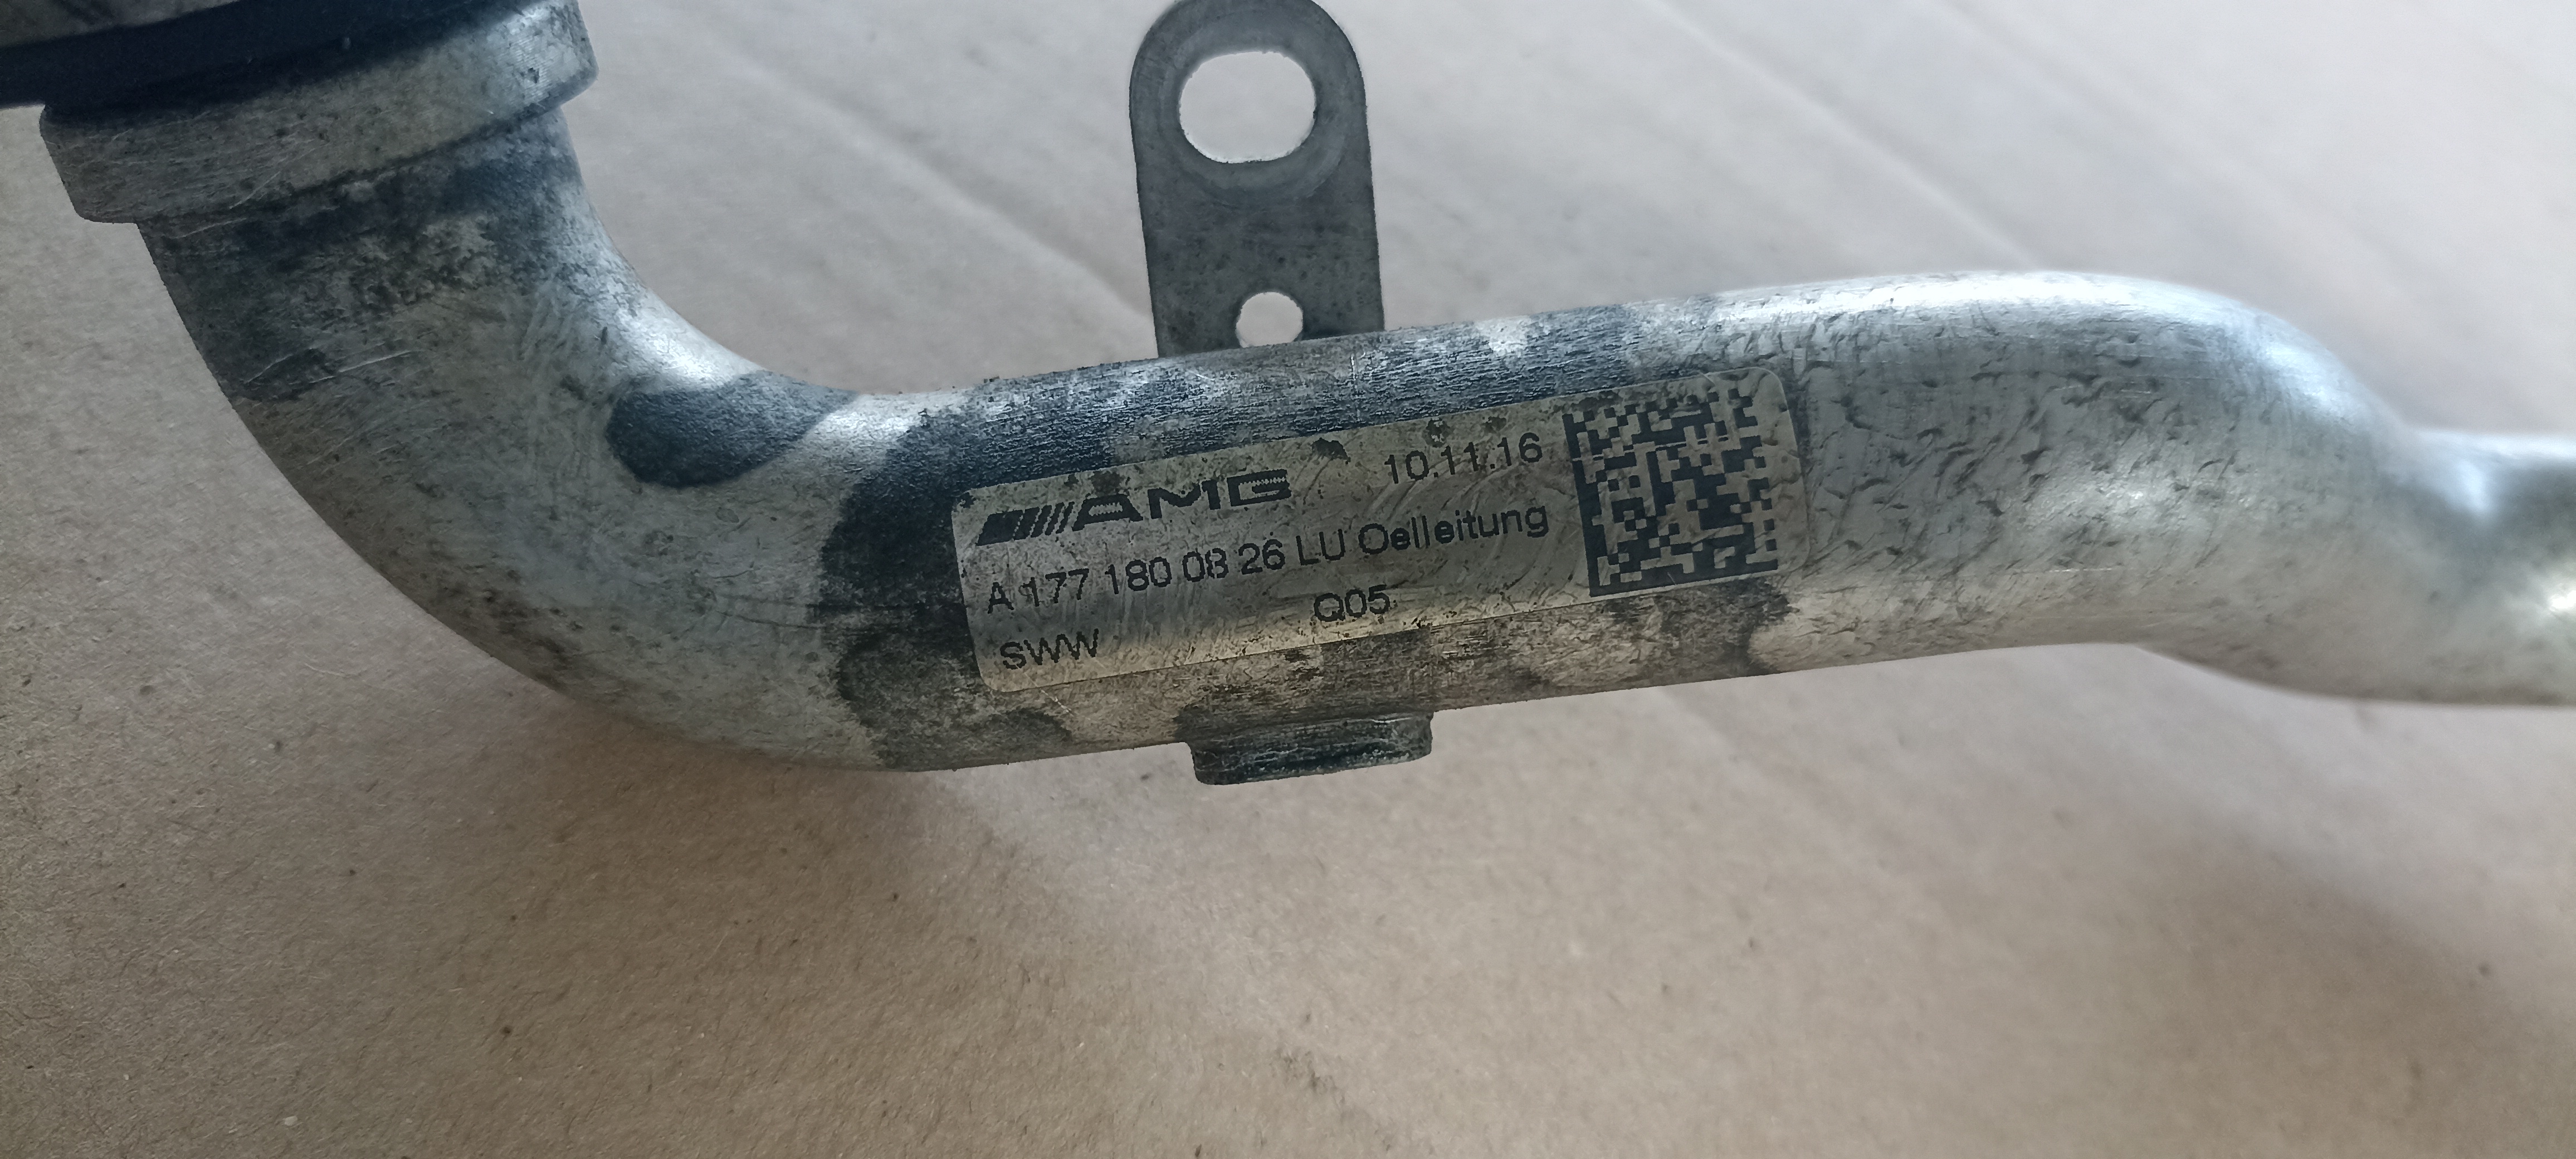 AMG 10.11.16
A 177 180 08 26 LU Oelleitung
SWW Q05